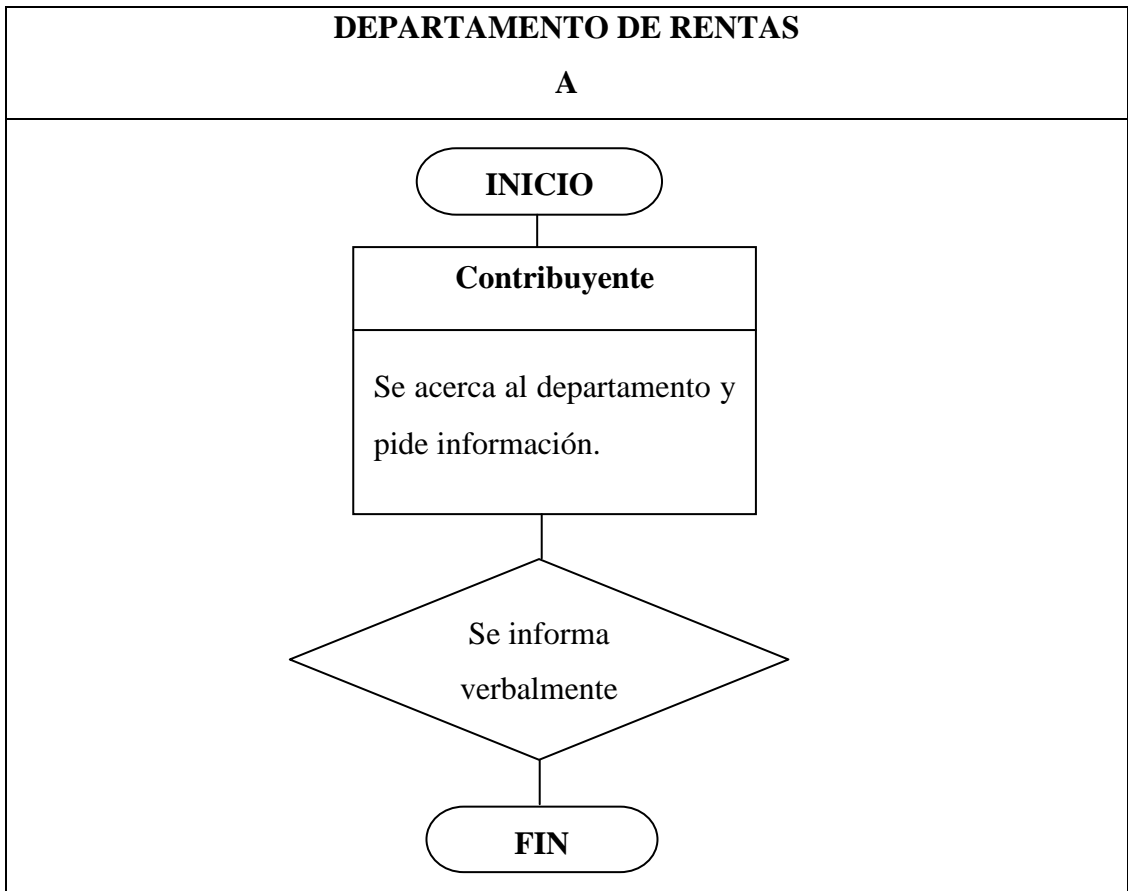 DEPARTAMENTO DE RENTAS
A
INICIO
Contribuyente
Se acerca al departamento y
pide información.
Se informa
verbalmente
FIN